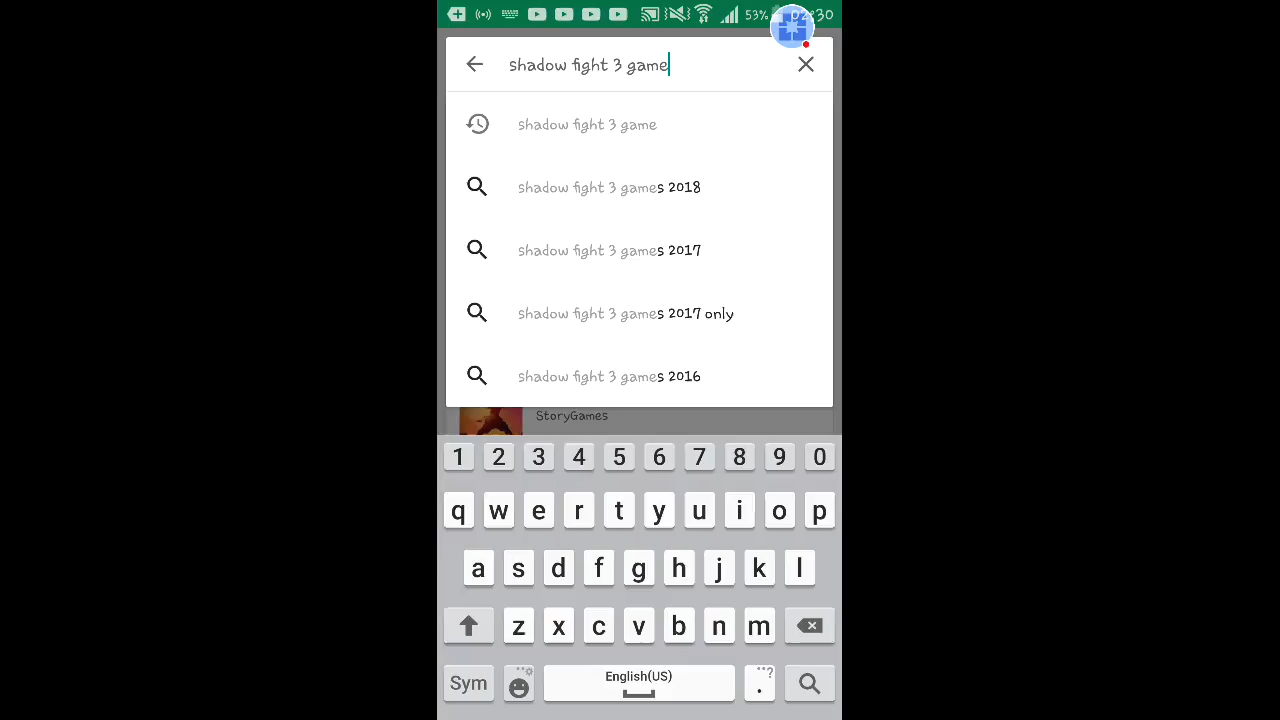 53% 02:30
shadow fight 3 game
shadow fight 3 game
shadow fight 3 games 2018
shadow fight 3 games 2017
shadow fight 3 games 2017 only
shadow fight 3 games 2016
StoryGames
1 2 3 4 5 6 7 8 9 0
q w e r t y u i o p
a s d f g h j k l
z x c v b n m
Sym English(US) . ..?